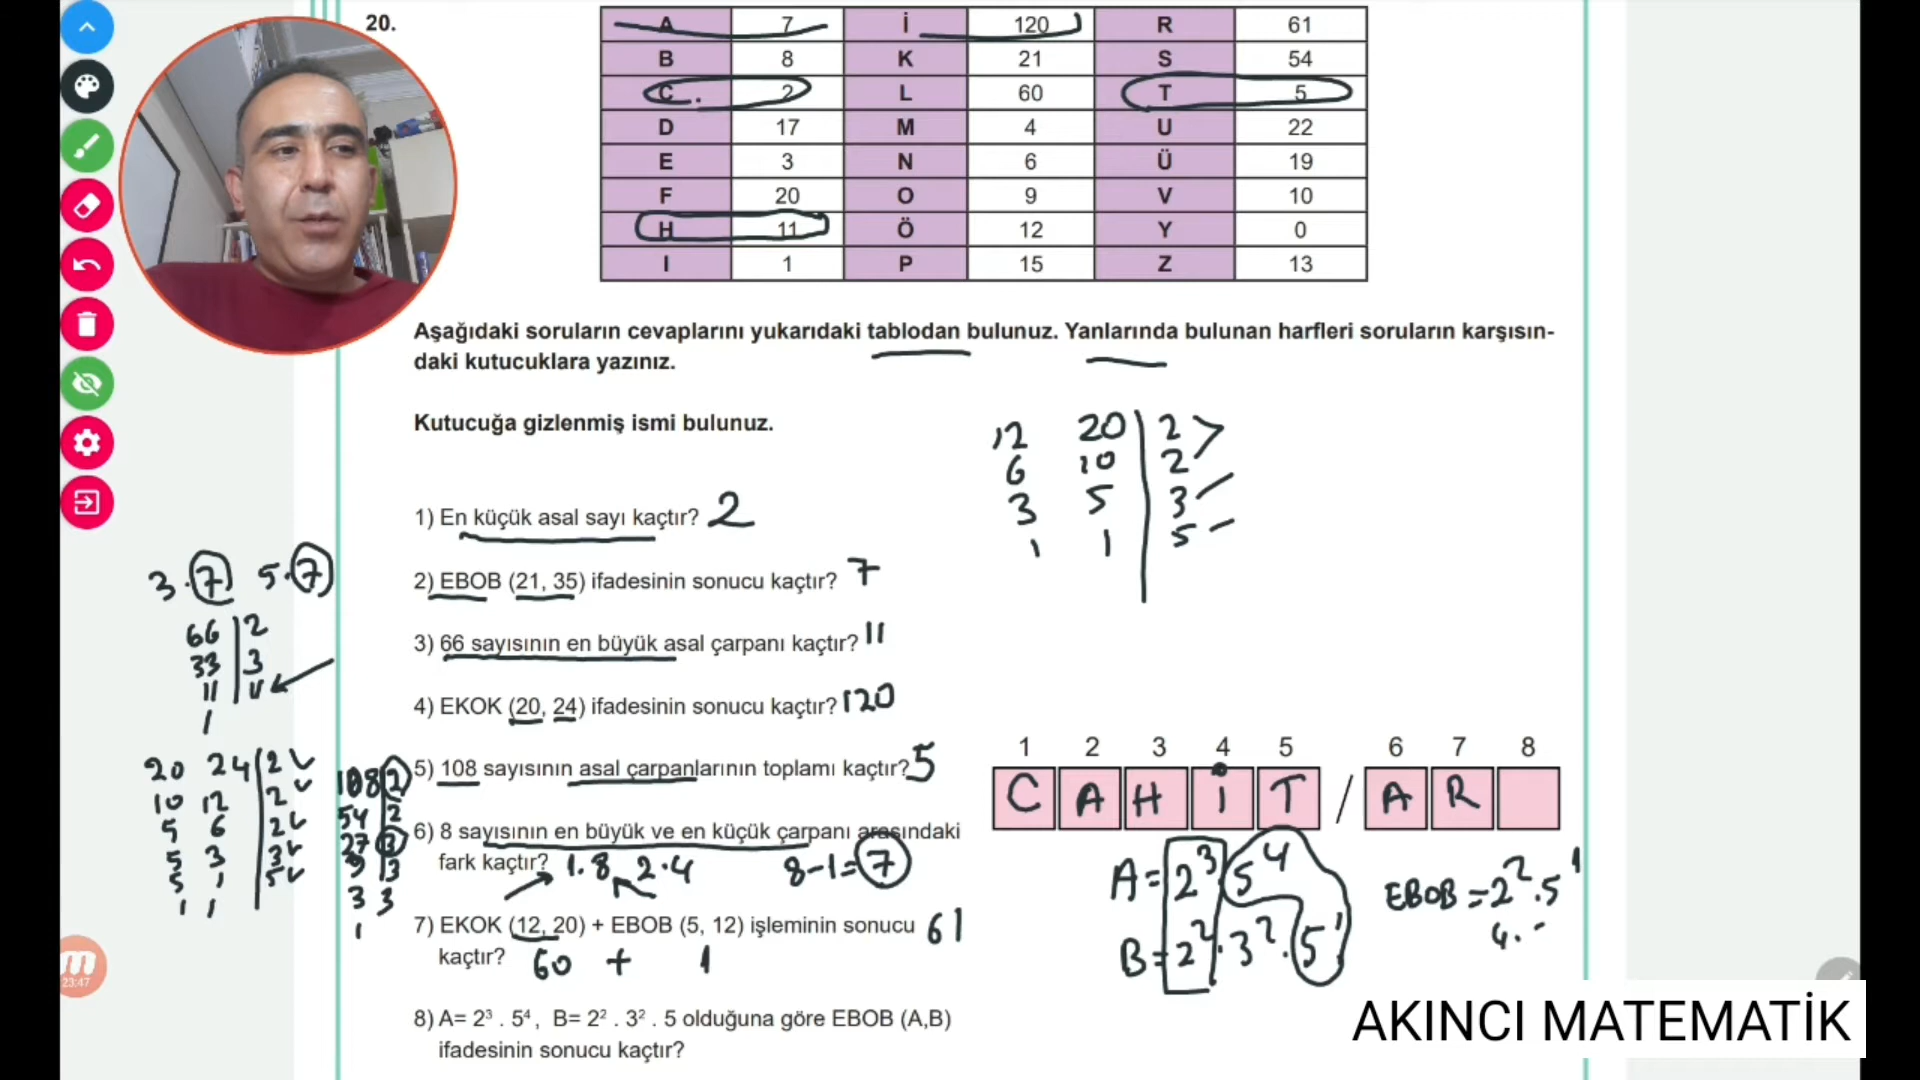 20.
A 7 İ 120 R 61
B 8 K 21 S 54
C 2 L 60 T 5
D 17 M 4 U 22
E 3 N 6 Ü 19
F 20 O 9 V 10
H 11 Ö 12 Y 0
I 1 P 15 Z 13
Aşağıdaki soruların cevaplarını yukarıdaki tablodan bulunuz. Yanlarında bulunan harfleri soruların karşısın-
daki kutucuklara yazınız.
Kutucuğa gizlenmiş ismi bulunuz.
12 20 2
6 10 2
3 5 3
1 1 5
1) En küçük asal sayı kaçtır? 2
2) EBOB (21, 35) ifadesinin sonucu kaçtır? 7
3) 66 sayısının en büyük asal çarpanı kaçtır? 11
4) EKOK (20, 24) ifadesinin sonucu kaçtır? 120
5) 108 sayısının asal çarpanlarının toplamı kaçtır? 5
6) 8 sayısının en büyük ve en küçük çarpanı arasındaki
fark kaçtır? 1.8 2.4 8-1=7
7) EKOK (12, 20) + EBOB (5, 12) işleminin sonucu 61
kaçtır? 60 + 1
8) A= 2³ . 5⁴ , B= 2² . 3² . 5 olduğuna göre EBOB (A,B)
ifadesinin sonucu kaçtır?
3.7 5.7
66 2
33 3
11 11
1
20 24 2
10 12 2
5 6 2
5 3 3
5 1 5
1 1
108 2
54 2
27 3
9 3
3 3
1
1 2 3 4 5 6 7 8
C A H İ T / A R
A = 2³ . 5⁴
B = 2² . 3² . 5¹
EBOB = 2² . 5¹
4.
23:47
AKINCI MATEMATİK